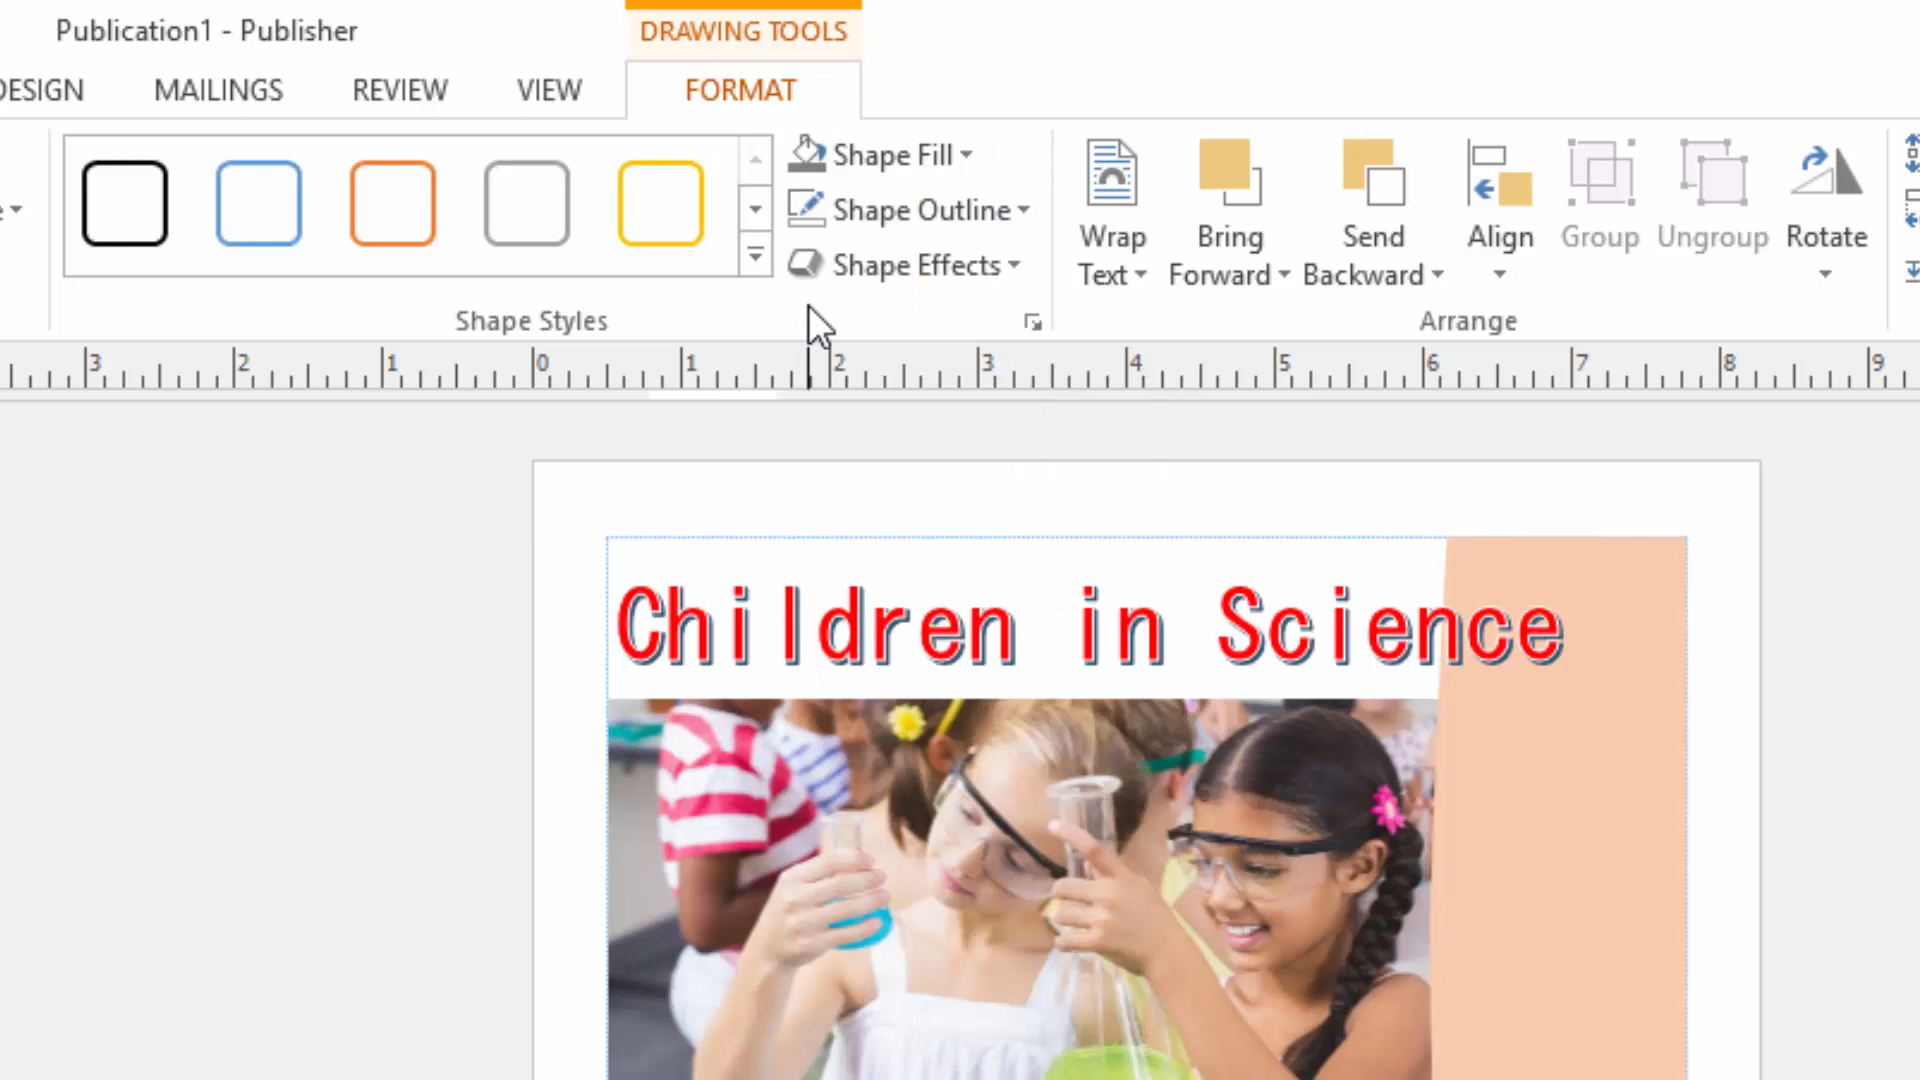 Publication1 - Publisher
DRAWING TOOLS
DESIGN MAILINGS REVIEW VIEW FORMAT
Shape Fill
Shape Outline
Shape Effects
Wrap Text
Bring Forward
Send Backward
Align
Group
Ungroup
Rotate
Shape Styles
Arrange
3 2 1 0 1 2 3 4 5 6 7 8 9
Children in Science